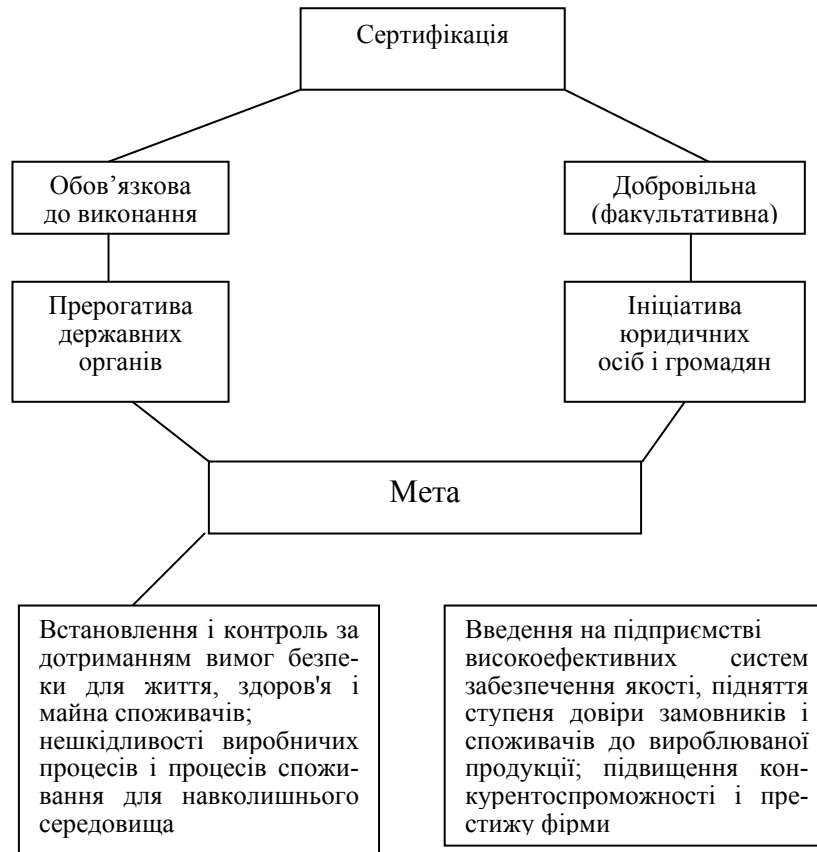 Сертифікація
Обов’язкова
до виконання
Добровільна
(факультативна)
Прерогатива
державних
органів
Ініціатива
юридичних
осіб і громадян
Мета
Встановлення і контроль за
дотриманням вимог безпе-
ки для життя, здоров'я і
майна споживачів;
нешкідливості виробничих
процесів і процесів спожи-
вання для навколишнього
середовища
Введення на підприємстві
високоефективних систем
забезпечення якості, підняття
ступеня довіри замовників і
споживачів до вироблюваної
продукції; підвищення кон-
курентоспроможності і пре-
стижу фірми